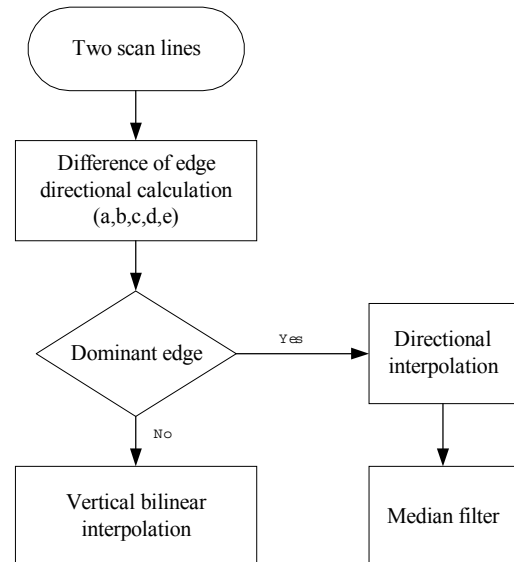 Two scan lines
Difference of edge
directional calculation
(a,b,c,d,e)
Dominant edge
Yes
Directional
interpolation
No
Vertical bilinear
interpolation
Median filter